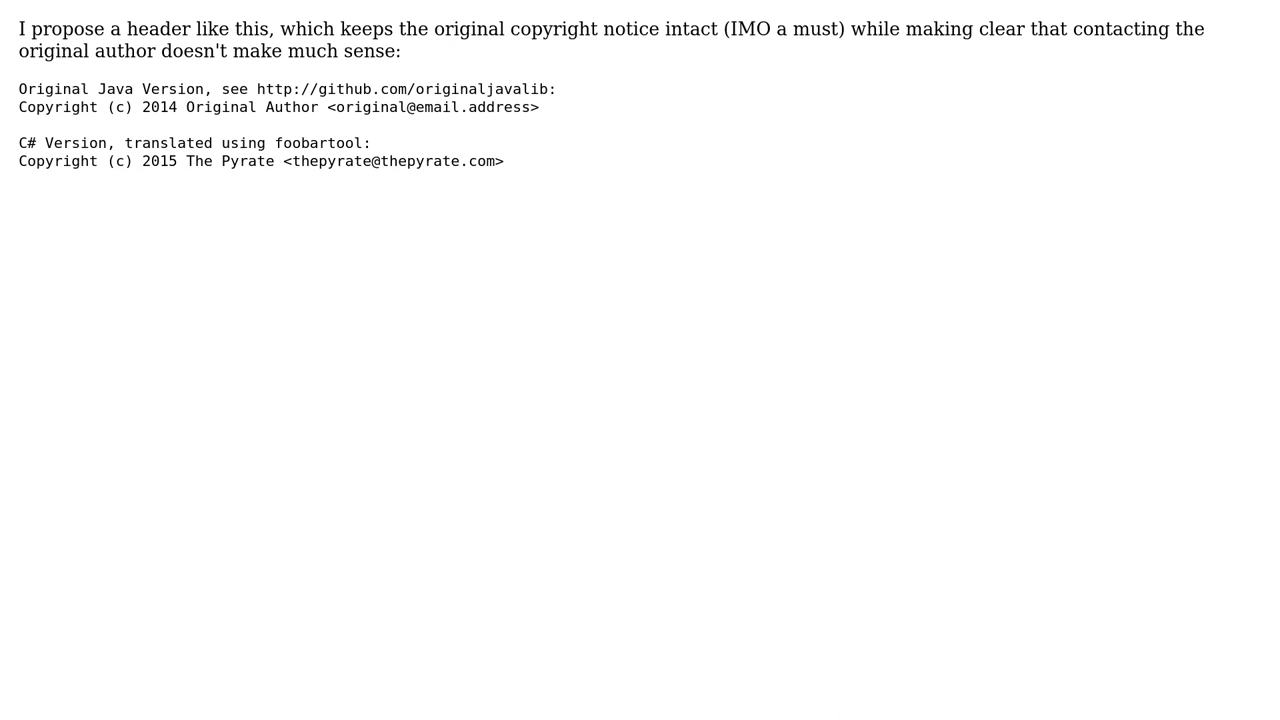 I propose a header like this, which keeps the original copyright notice intact (IMO a must) while making clear that contacting the
original author doesn't make much sense:
Original Java Version, see http://github.com/originaljavalib:
Copyright (c) 2014 Original Author <original@email.address>
C# Version, translated using foobartool:
Copyright (c) 2015 The Pyrate <thepyrate@thepyrate.com>